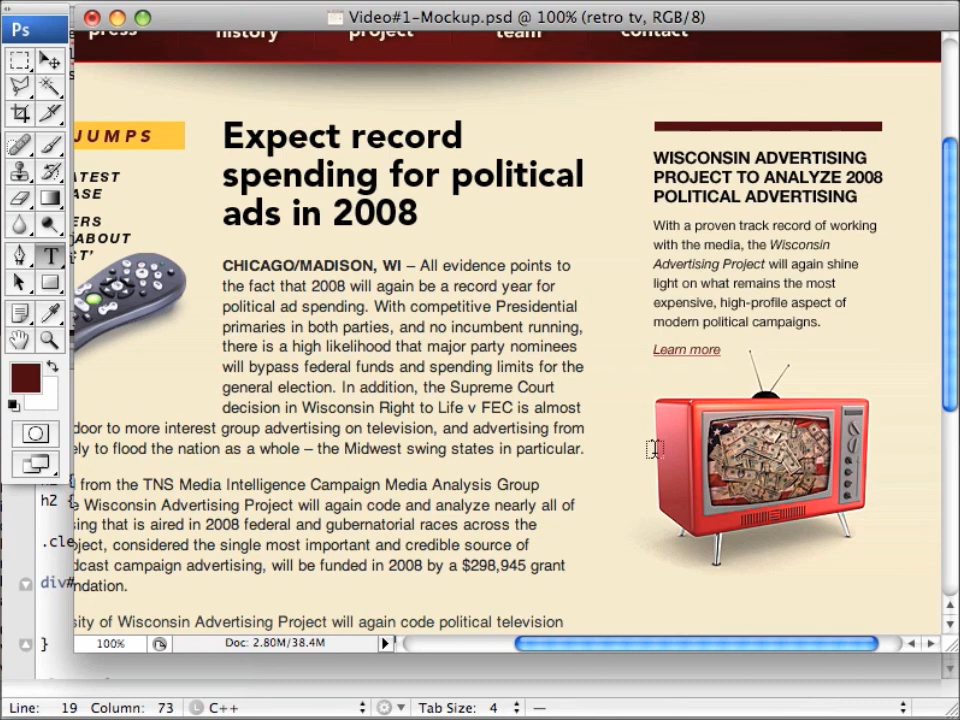 Video#1-Mockup.psd @ 100% (retro tv, RGB/8)
Ps
press history project team contact
JUMPS
ATEST
ASE
ERS
ABOUT
CT'
Expect record
spending for political
ads in 2008
CHICAGO/MADISON, WI – All evidence points to
the fact that 2008 will again be a record year for
political ad spending. With competitive Presidential
primaries in both parties, and no incumbent running,
there is a high likelihood that major party nominees
will bypass federal funds and spending limits for the
general election. In addition, the Supreme Court
decision in Wisconsin Right to Life v FEC is almost
door to more interest group advertising on television, and advertising from
ely to flood the nation as a whole – the Midwest swing states in particular.
from the TNS Media Intelligence Campaign Media Analysis Group
e Wisconsin Advertising Project will again code and analyze nearly all of
sing that is aired in 2008 federal and gubernatorial races across the
oject, considered the single most important and credible source of
dcast campaign advertising, will be funded in 2008 by a $298,945 grant
ndation.
sity of Wisconsin Advertising Project will again code political television
WISCONSIN ADVERTISING
PROJECT TO ANALYZE 2008
POLITICAL ADVERTISING
With a proven track record of working
with the media, the Wisconsin
Advertising Project will again shine
light on what remains the most
expensive, high-profile aspect of
modern political campaigns.
Learn more
h2 {
.cle
div#
}
100% Doc: 2.80M/38.4M
Line: 19 Column: 73 C++ Tab Size: 4 —